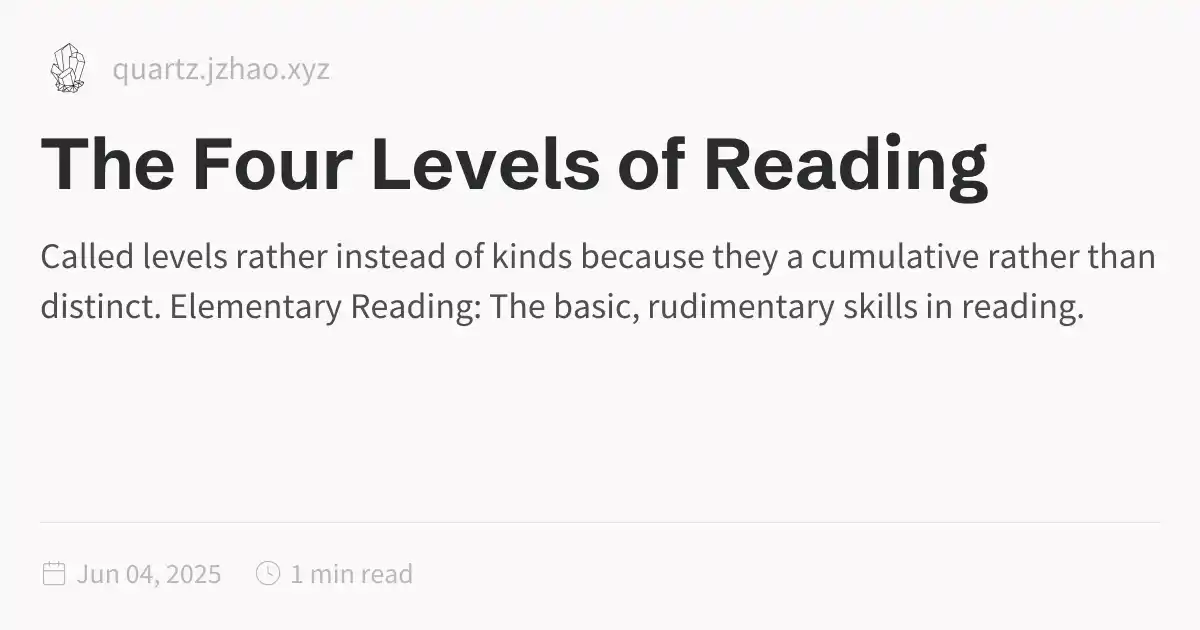 quartz.jzhao.xyz
The Four Levels of Reading
Called levels rather instead of kinds because they a cumulative rather than
distinct. Elementary Reading: The basic, rudimentary skills in reading.
Jun 04, 2025 1 min read